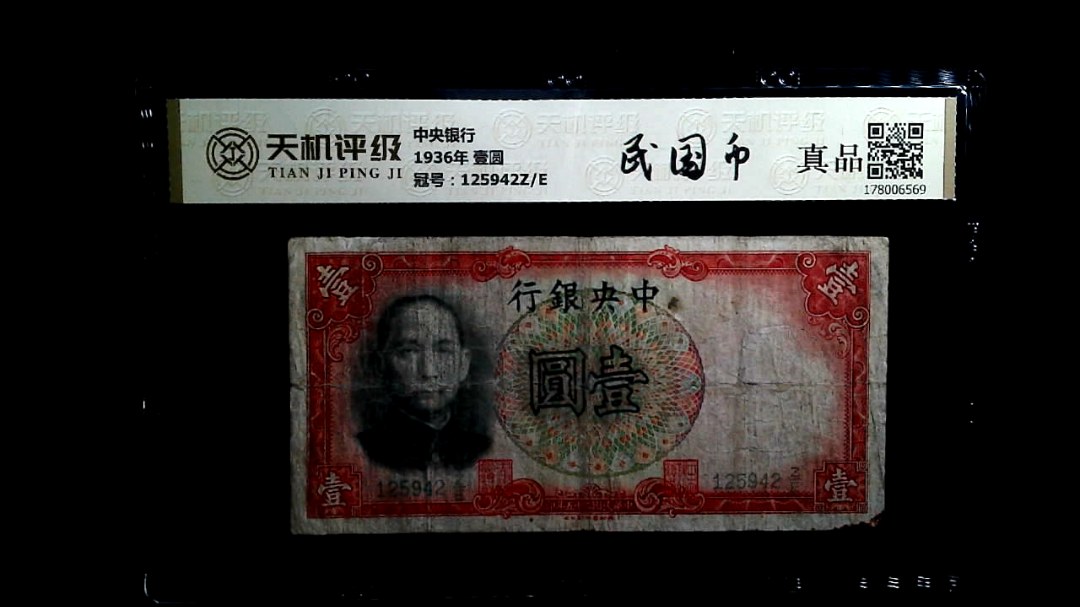 天机评级
TIAN JI PING JI
中央银行
1936年 壹圆
冠号：125942Z/E
民国币
真品
178006569
壹
壹
行銀央中
圓壹
125942 Z/E
125942 Z/E
壹
壹